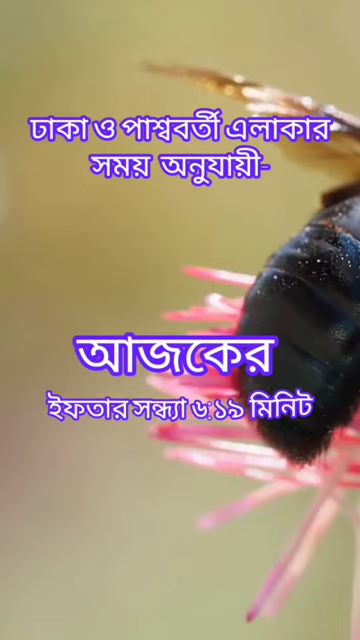 ঢাকা ও পাশ্ববর্তী এলাকার
সময় অনুযায়ী-
আজকের
ইফতার সন্ধ্যা ৬:১৯ মিনিট